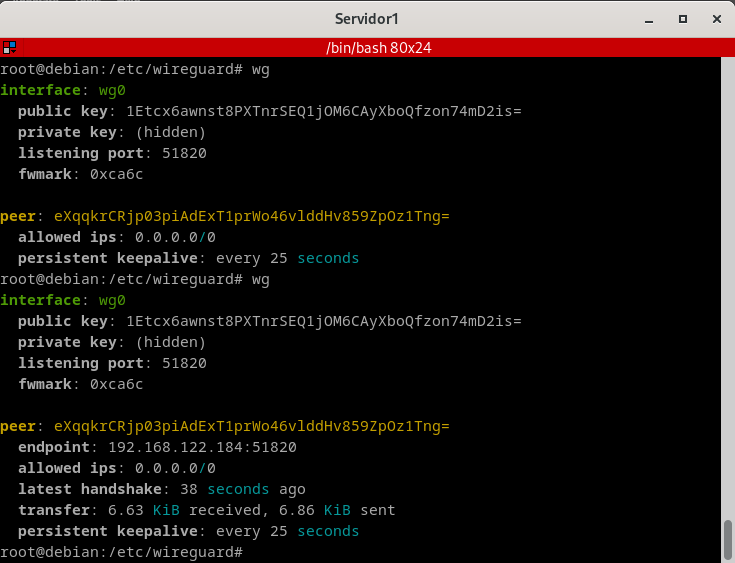 Servidor1
/bin/bash 80x24
root@debian:/etc/wireguard# wg
interface: wg0
  public key: 1Etcx6awnst8PXTnrSEQ1jOM6CAyXboQfzon74mD2is=
  private key: (hidden)
  listening port: 51820
  fwmark: 0xca6c

peer: eXqqkrCRjp03piAdExT1prWo46vlddHv859ZpOz1Tng=
  allowed ips: 0.0.0.0/0
  persistent keepalive: every 25 seconds
root@debian:/etc/wireguard# wg
interface: wg0
  public key: 1Etcx6awnst8PXTnrSEQ1jOM6CAyXboQfzon74mD2is=
  private key: (hidden)
  listening port: 51820
  fwmark: 0xca6c

peer: eXqqkrCRjp03piAdExT1prWo46vlddHv859ZpOz1Tng=
  endpoint: 192.168.122.184:51820
  allowed ips: 0.0.0.0/0
  latest handshake: 38 seconds ago
  transfer: 6.63 KiB received, 6.86 KiB sent
  persistent keepalive: every 25 seconds
root@debian:/etc/wireguard#